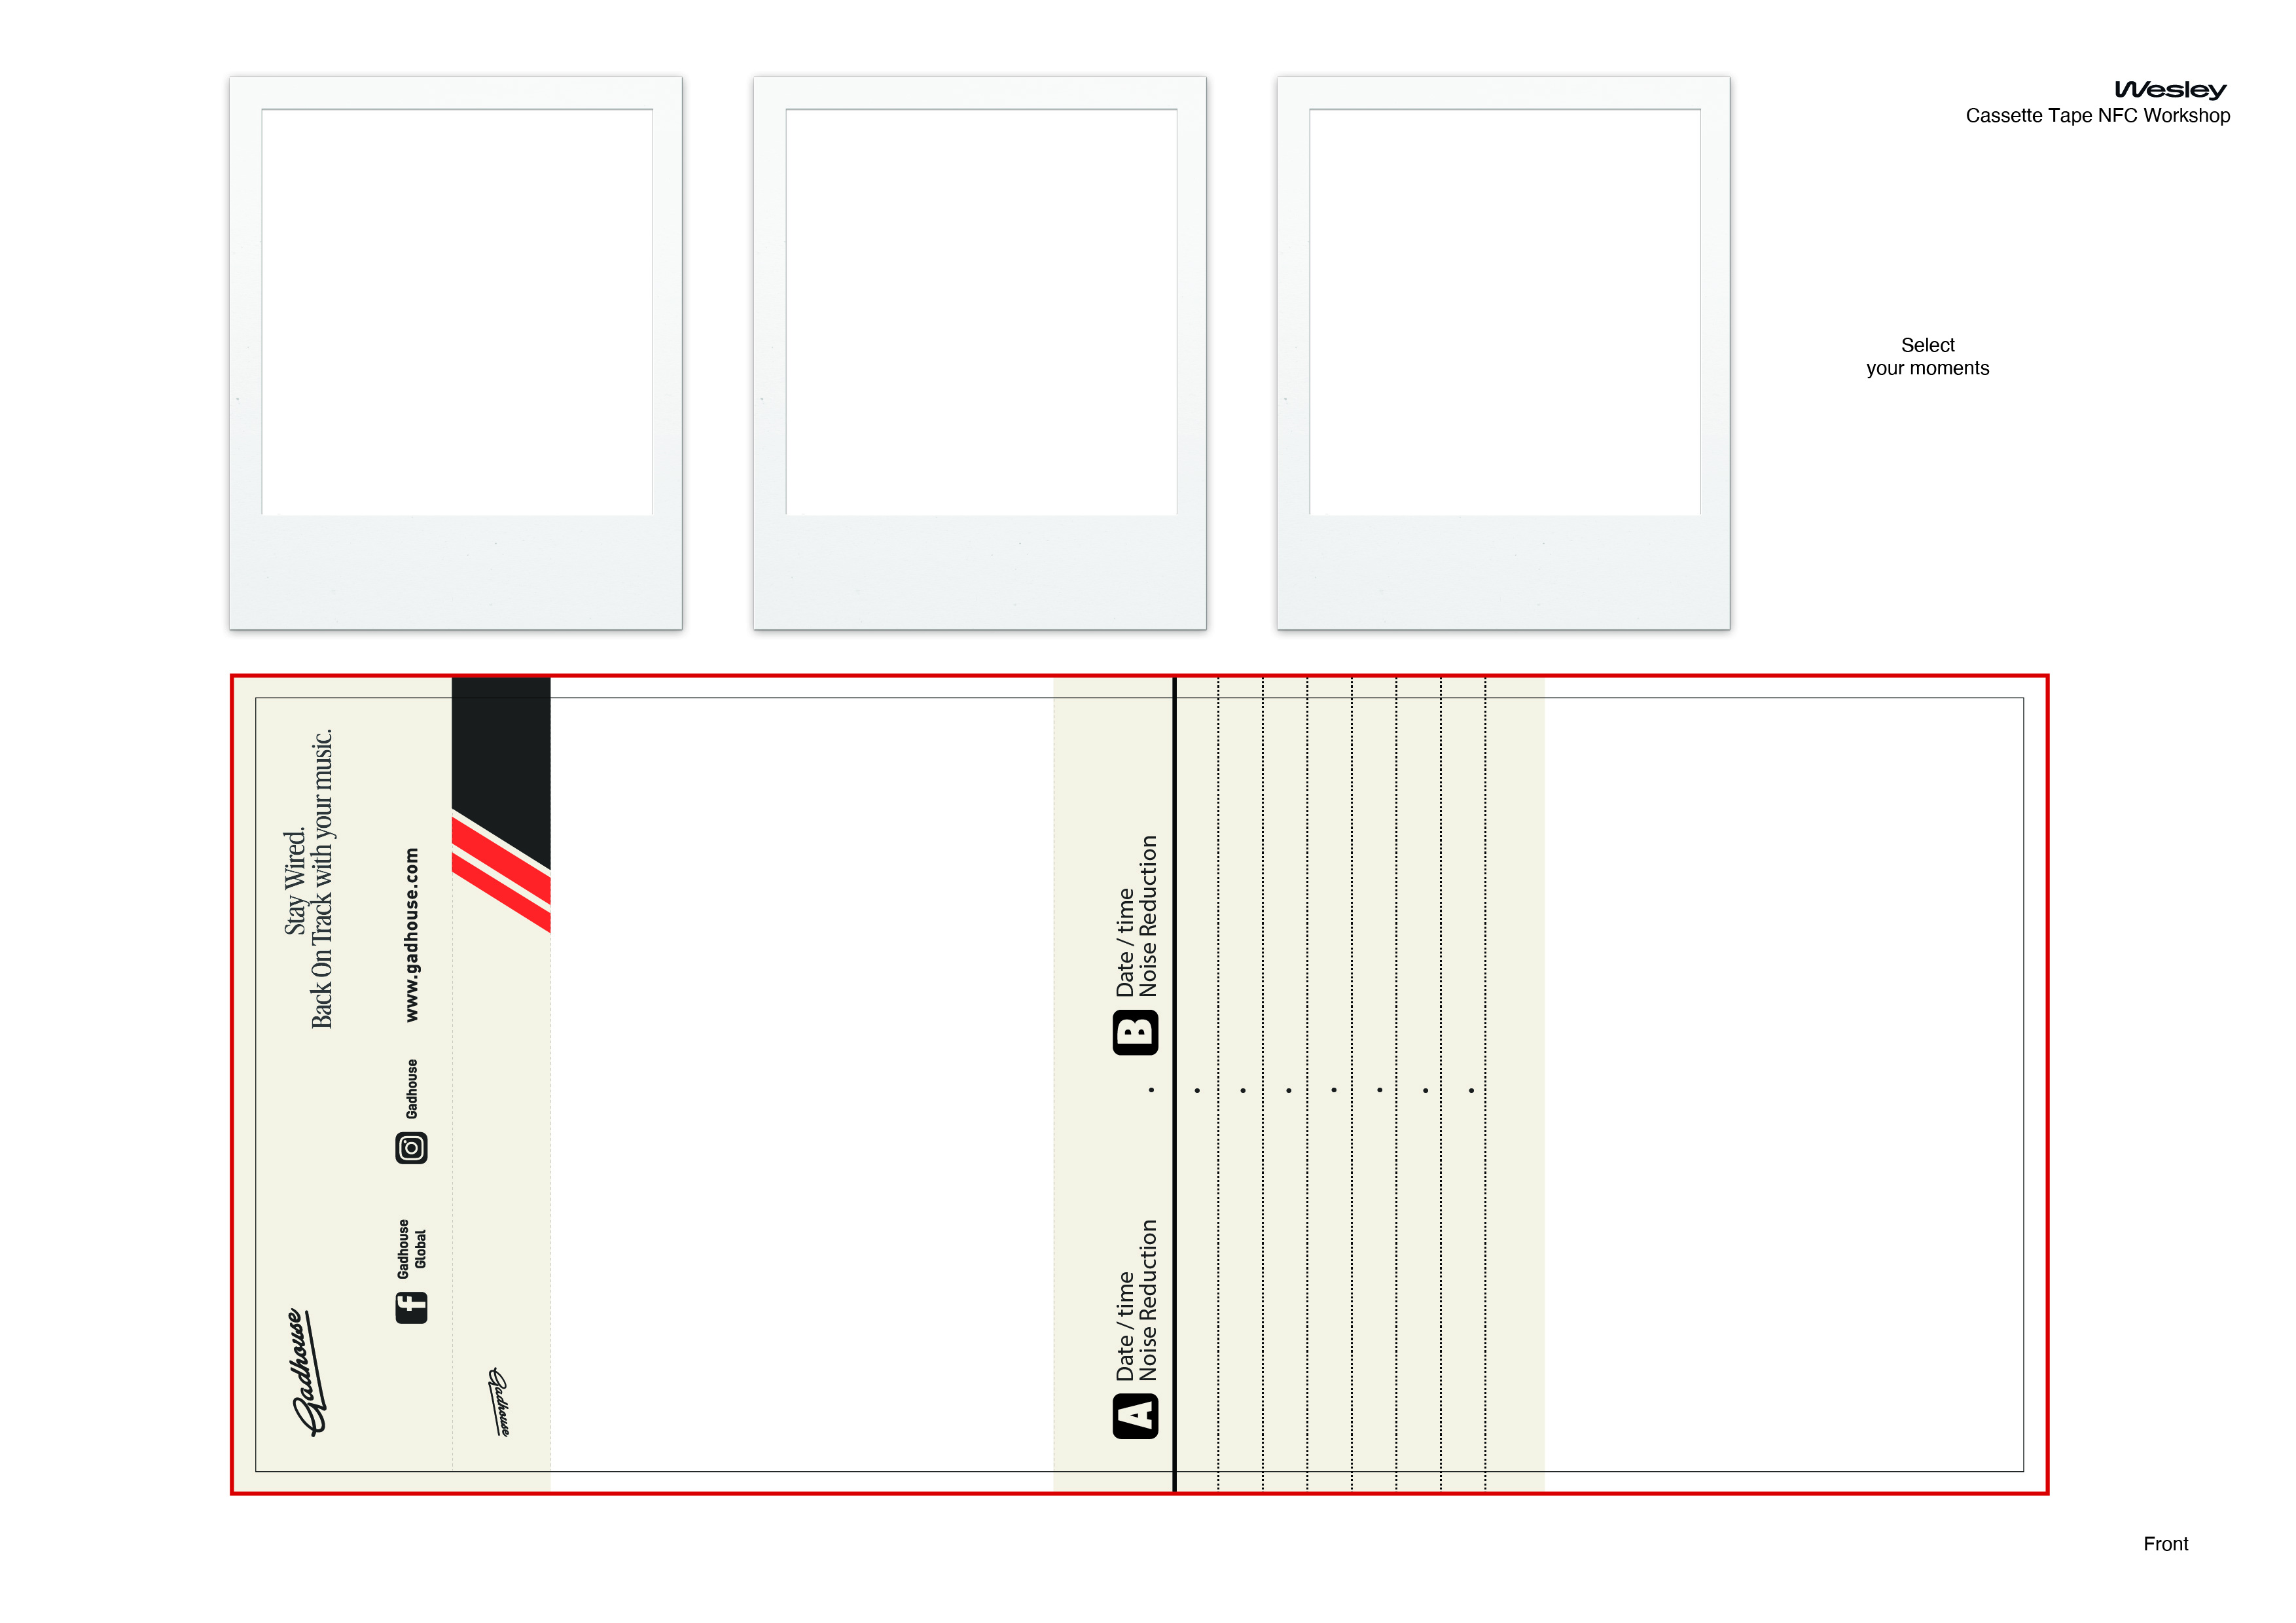 Wesley
Cassette Tape NFC Workshop
Select
your moments
Stay Wired.
Back On Track with your music.
www.gadhouse.com
Gadhouse
Gadhouse
Global
Gadhouse
Gadhouse
B
Date / time
Noise Reduction
A
Date / time
Noise Reduction
Front